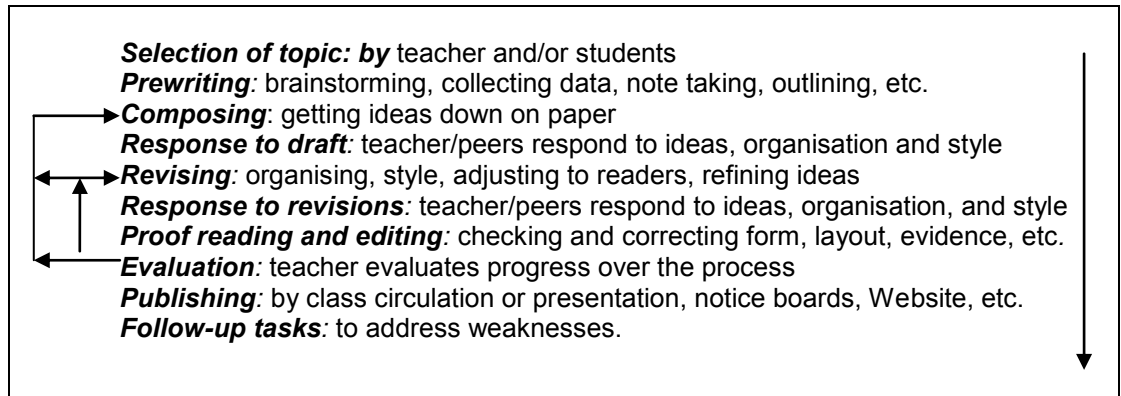 Selection of topic: by teacher and/or students
Prewriting: brainstorming, collecting data, note taking, outlining, etc.
Composing: getting ideas down on paper
Response to draft: teacher/peers respond to ideas, organisation and style
Revising: organising, style, adjusting to readers, refining ideas
Response to revisions: teacher/peers respond to ideas, organisation, and style
Proof reading and editing: checking and correcting form, layout, evidence, etc.
Evaluation: teacher evaluates progress over the process
Publishing: by class circulation or presentation, notice boards, Website, etc.
Follow-up tasks: to address weaknesses.